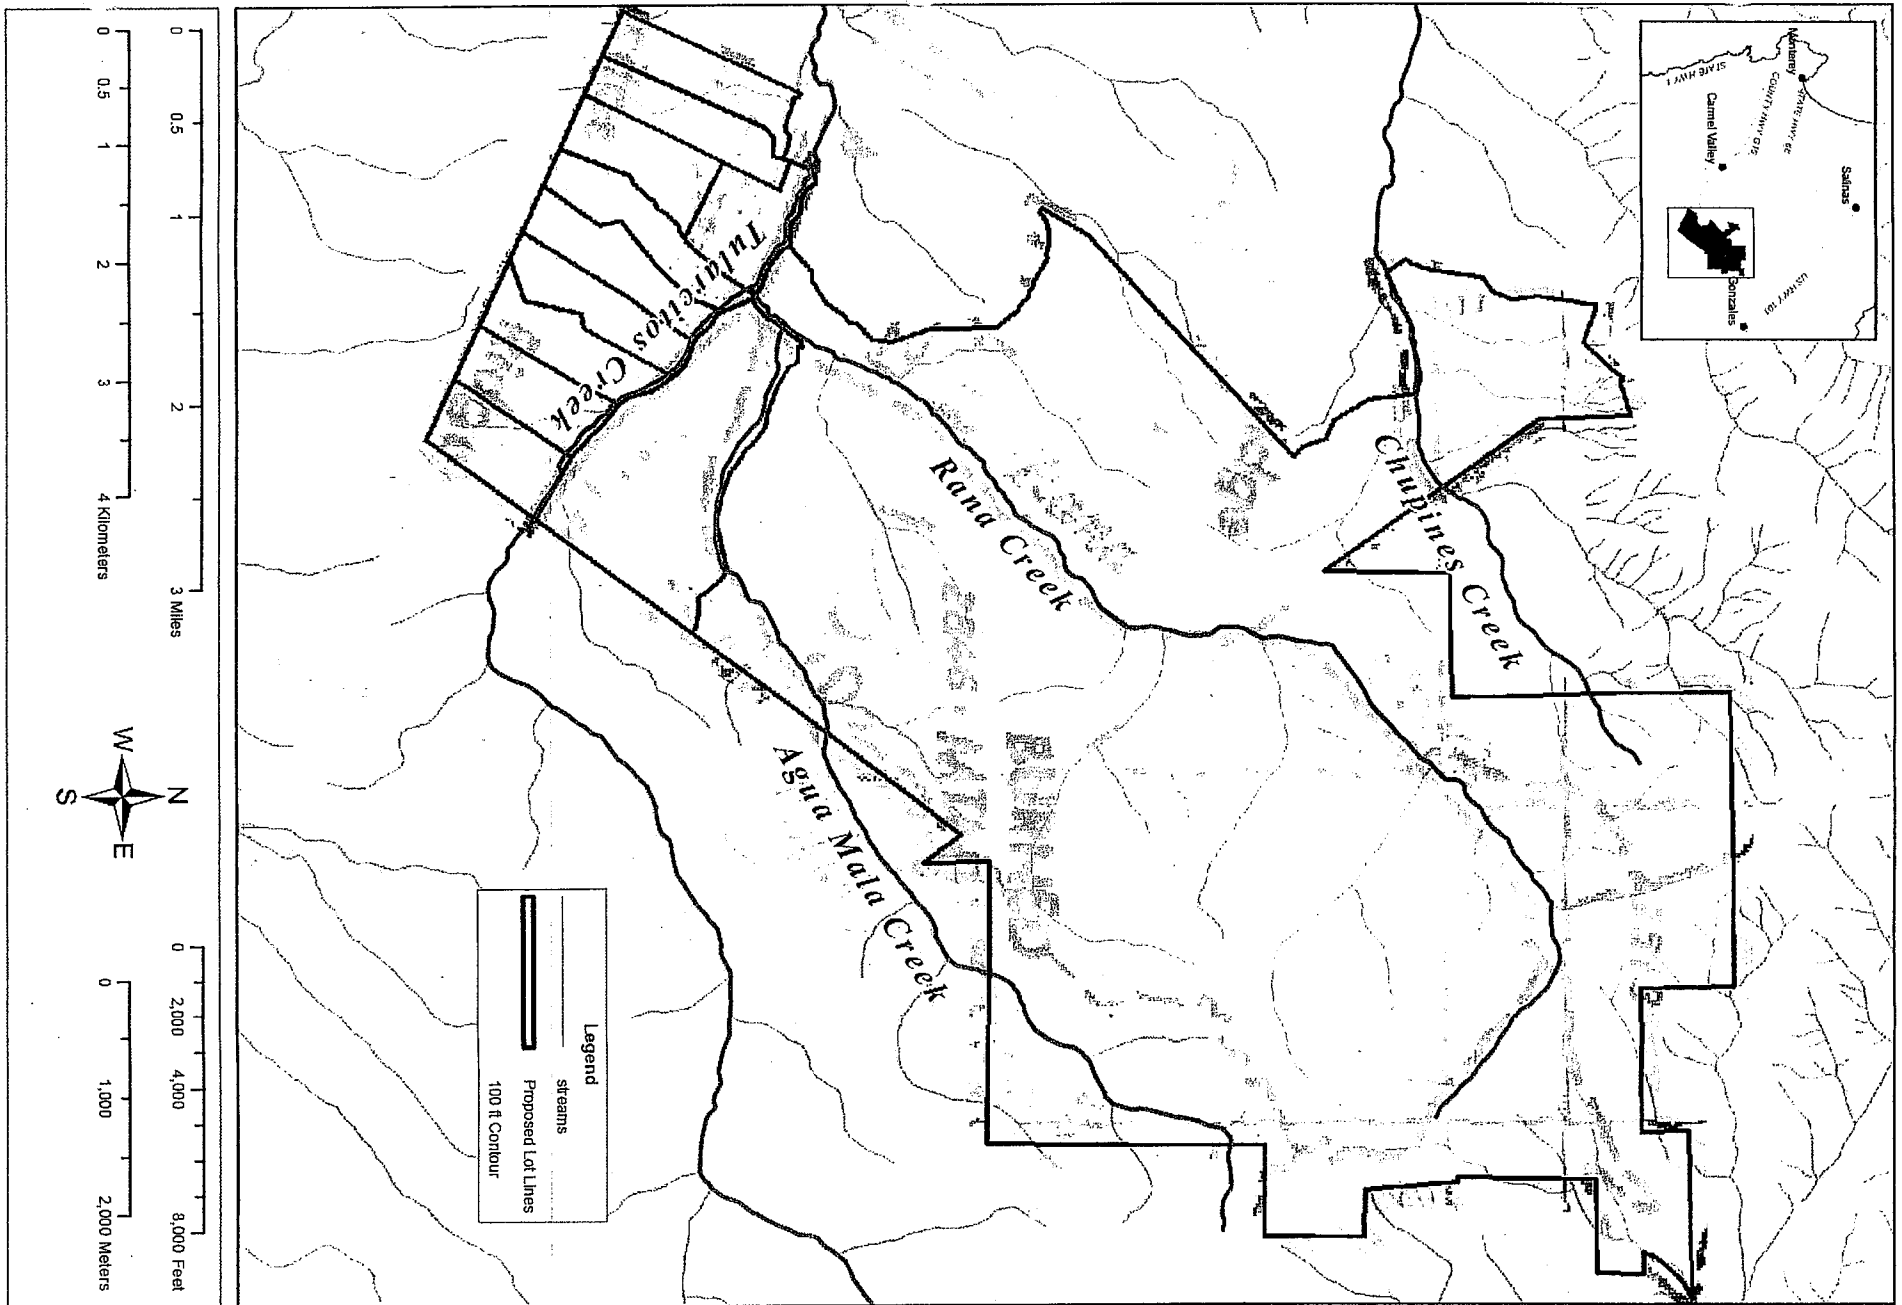 Monterey
STATE HWY 1
STATE HWY 68
COUNTY HWY G16
Carmel Valley
Salinas
US HWY 101
Gonzales
Tularcitos Creek
Rana Creek
Chupines Creek
Agua Mala Creek
Legend
streams
Proposed Lot Lines
100 ft Contour
0 0.5 1 2 3 Miles
0 0.5 1 2 3 4 Kilometers
N
W E
S
0 2,000 4,000 8,000 Feet
0 1,000 2,000 Meters